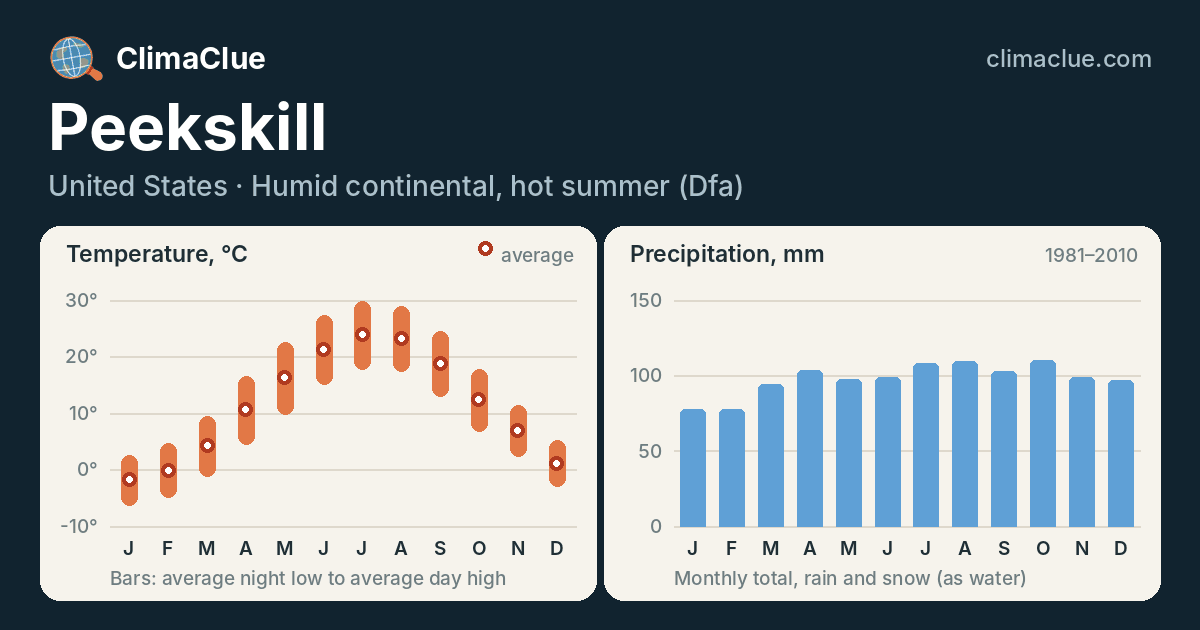 ClimaClue
climaclue.com
Peekskill
United States · Humid continental, hot summer (Dfa)
Temperature, °C
average
30°
20°
10°
0°
-10°
J F M A M J J A S O N D
Bars: average night low to average day high
Precipitation, mm
1981–2010
150
100
50
0
J F M A M J J A S O N D
Monthly total, rain and snow (as water)